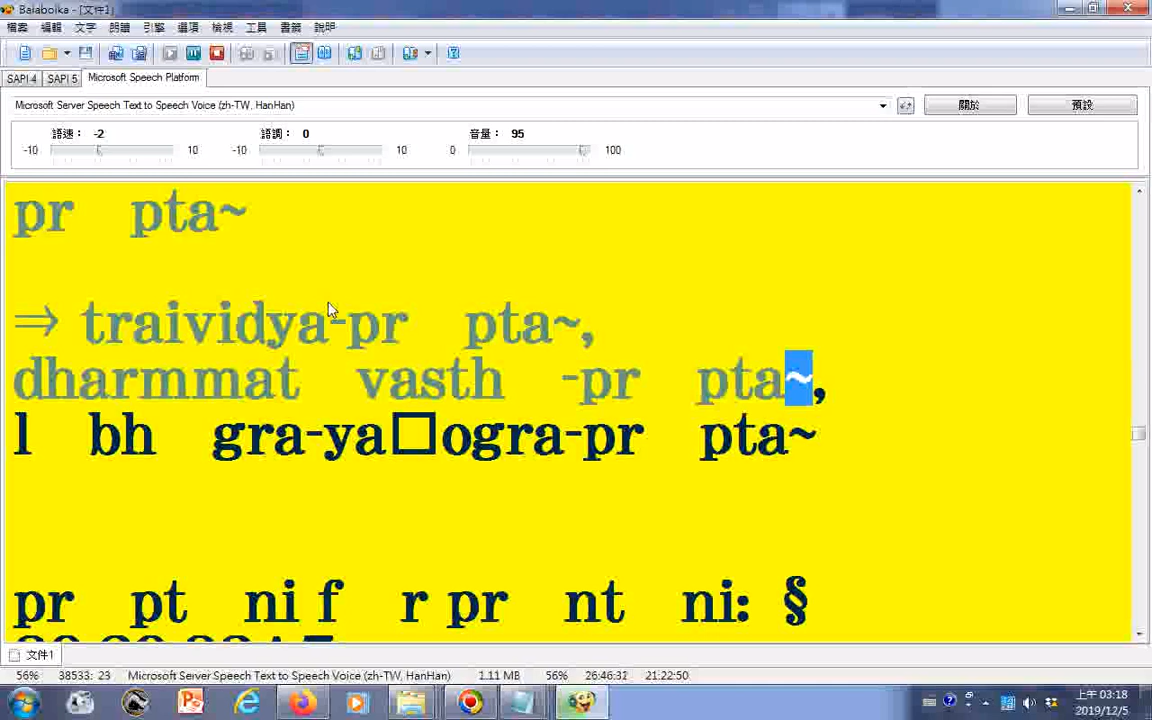 Balabolka - [文件1]
檔案 編輯 文字 朗讀 引擎 選項 檢視 工具 書籤 說明
SAPI 4 SAPI 5 Microsoft Speech Platform
Microsoft Server Speech Text to Speech Voice (zh-TW, HanHan) 關於 預設
語速： -2 語調： 0 音量： 95
-10 10 -10 10 0 100
pr pta~
⇒ traividya-pr pta~,
dharmmat vasth -pr pta~,
l bh gra-ya□ogra-pr pta~
pr pt ni f r pr nt ni: §
文件1
56% 38533: 23 Microsoft Server Speech Text to Speech Voice (zh-TW, HanHan) 1.11 MB 56% 26:46:32 21:22:50
上午 03:18
2019/12/5